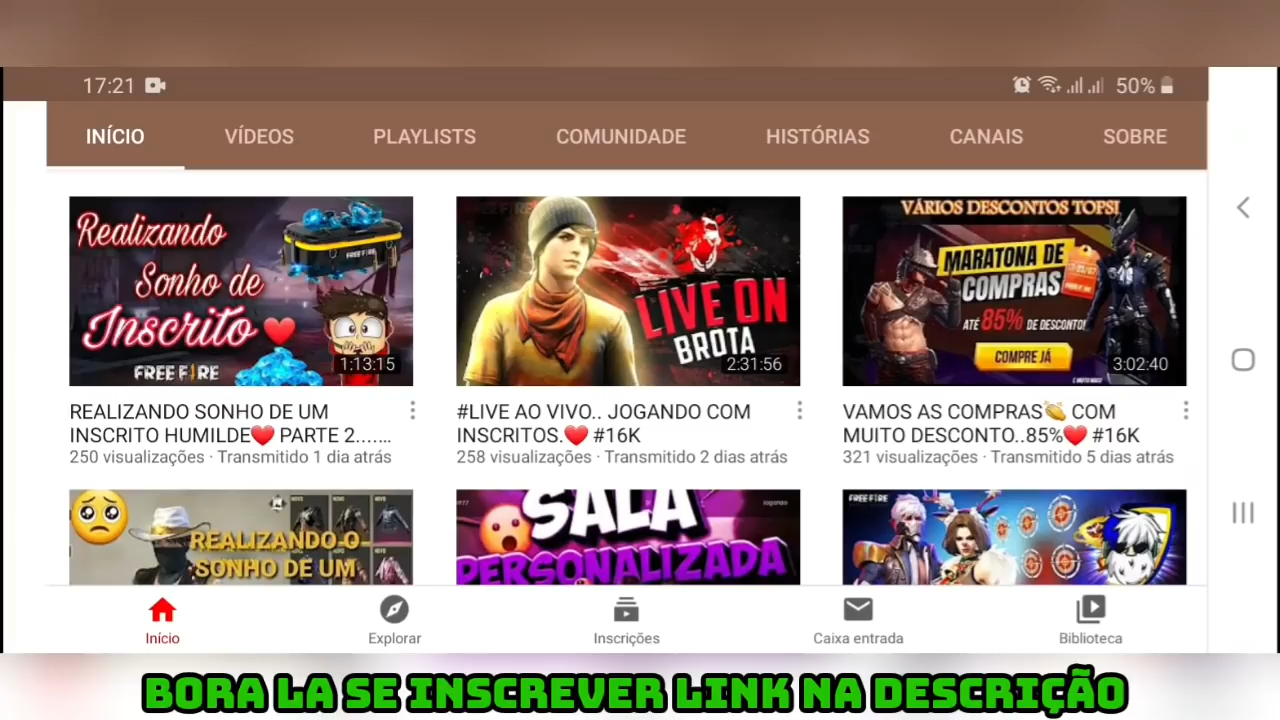 17:21
50%
INÍCIO
VÍDEOS
PLAYLISTS
COMUNIDADE
HISTÓRIAS
CANAIS
SOBRE
Realizando
Sonho de
Inscrito
FREE FIRE
FREE FIRE
1:13:15
LIVE ON
BROTA
2:31:56
VÁRIOS DESCONTOS TOPS!
MARATONA DE
COMPRAS
ATÉ 85% DE DESCONTO!
COMPRE JÁ
3:02:40
REALIZANDO SONHO DE UM
INSCRITO HUMILDE❤️ PARTE 2...…
250 visualizações · Transmitido 1 dia atrás
#LIVE AO VIVO.. JOGANDO COM
INSCRITOS.❤️ #16K
258 visualizações · Transmitido 2 dias atrás
VAMOS AS COMPRAS👏 COM
MUITO DESCONTO..85%❤️ #16K
321 visualizações · Transmitido 5 dias atrás
NOVO NOVO NOVO
REALIZANDO O
SONHO DE UM
SALA
PERSONALIZADA
FREE FIRE
Início
Explorar
Inscrições
Caixa entrada
Biblioteca
BORA LA SE INSCREVER LINK NA DESCRIÇÃO